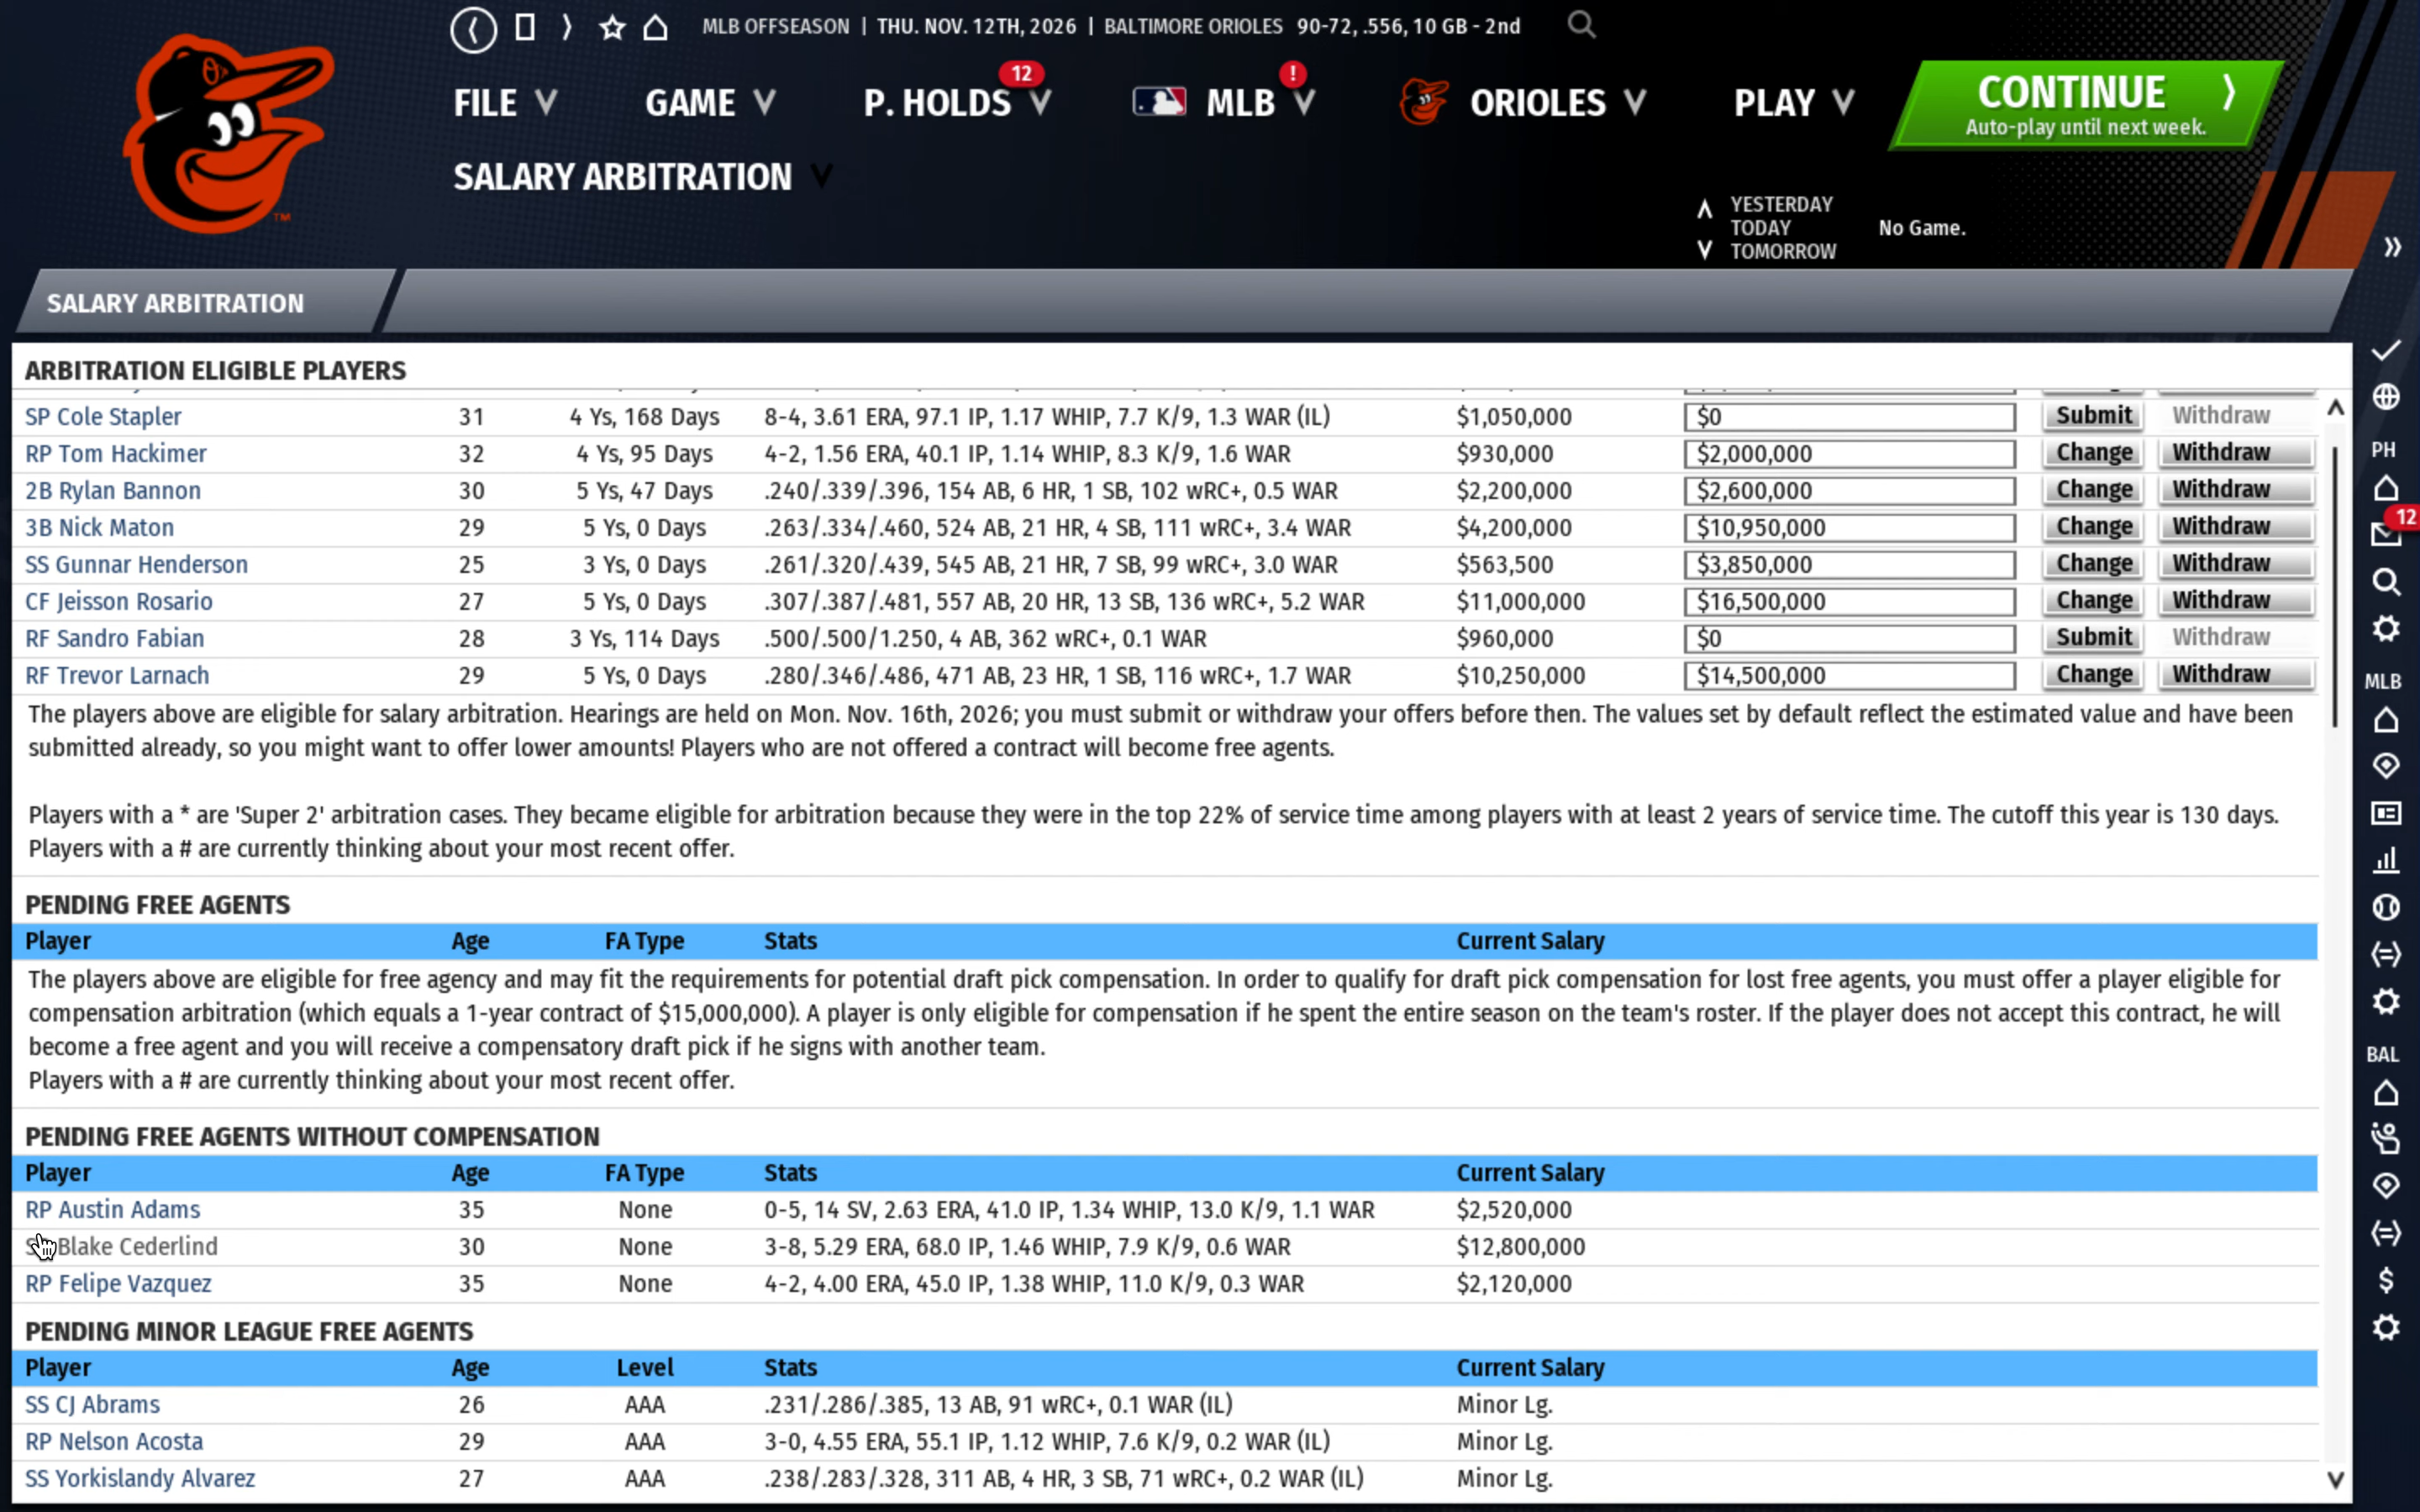 MLB OFFSEASON | THU. NOV. 12TH, 2026 | BALTIMORE ORIOLES 90-72, .556, 10 GB - 2nd
FILE GAME P. HOLDS 12 MLB ! ORIOLES PLAY CONTINUE
Auto-play until next week.
SALARY ARBITRATION
YESTERDAY
TODAY No Game.
TOMORROW
TM
SALARY ARBITRATION
ARBITRATION ELIGIBLE PLAYERS
SP Cole Stapler 31 4 Ys, 168 Days 8-4, 3.61 ERA, 97.1 IP, 1.17 WHIP, 7.7 K/9, 1.3 WAR (IL) $1,050,000 $0 Submit Withdraw
RP Tom Hackimer 32 4 Ys, 95 Days 4-2, 1.56 ERA, 40.1 IP, 1.14 WHIP, 8.3 K/9, 1.6 WAR $930,000 $2,000,000 Change Withdraw
2B Rylan Bannon 30 5 Ys, 47 Days .240/.339/.396, 154 AB, 6 HR, 1 SB, 102 wRC+, 0.5 WAR $2,200,000 $2,600,000 Change Withdraw
3B Nick Maton 29 5 Ys, 0 Days .263/.334/.460, 524 AB, 21 HR, 4 SB, 111 wRC+, 3.4 WAR $4,200,000 $10,950,000 Change Withdraw
SS Gunnar Henderson 25 3 Ys, 0 Days .261/.320/.439, 545 AB, 21 HR, 7 SB, 99 wRC+, 3.0 WAR $563,500 $3,850,000 Change Withdraw
CF Jeisson Rosario 27 5 Ys, 0 Days .307/.387/.481, 557 AB, 20 HR, 13 SB, 136 wRC+, 5.2 WAR $11,000,000 $16,500,000 Change Withdraw
RF Sandro Fabian 28 3 Ys, 114 Days .500/.500/1.250, 4 AB, 362 wRC+, 0.1 WAR $960,000 $0 Submit Withdraw
RF Trevor Larnach 29 5 Ys, 0 Days .280/.346/.486, 471 AB, 23 HR, 1 SB, 116 wRC+, 1.7 WAR $10,250,000 $14,500,000 Change Withdraw
The players above are eligible for salary arbitration. Hearings are held on Mon. Nov. 16th, 2026; you must submit or withdraw your offers before then. The values set by default reflect the estimated value and have been
submitted already, so you might want to offer lower amounts! Players who are not offered a contract will become free agents.
Players with a * are 'Super 2' arbitration cases. They became eligible for arbitration because they were in the top 22% of service time among players with at least 2 years of service time. The cutoff this year is 130 days.
Players with a # are currently thinking about your most recent offer.
PENDING FREE AGENTS
Player Age FA Type Stats Current Salary
The players above are eligible for free agency and may fit the requirements for potential draft pick compensation. In order to qualify for draft pick compensation for lost free agents, you must offer a player eligible for
compensation arbitration (which equals a 1-year contract of $15,000,000). A player is only eligible for compensation if he spent the entire season on the team's roster. If the player does not accept this contract, he will
become a free agent and you will receive a compensatory draft pick if he signs with another team.
Players with a # are currently thinking about your most recent offer.
PENDING FREE AGENTS WITHOUT COMPENSATION
Player Age FA Type Stats Current Salary
RP Austin Adams 35 None 0-5, 14 SV, 2.63 ERA, 41.0 IP, 1.34 WHIP, 13.0 K/9, 1.1 WAR $2,520,000
Blake Cederlind 30 None 3-8, 5.29 ERA, 68.0 IP, 1.46 WHIP, 7.9 K/9, 0.6 WAR $12,800,000
RP Felipe Vazquez 35 None 4-2, 4.00 ERA, 45.0 IP, 1.38 WHIP, 11.0 K/9, 0.3 WAR $2,120,000
PENDING MINOR LEAGUE FREE AGENTS
Player Age Level Stats Current Salary
SS CJ Abrams 26 AAA .231/.286/.385, 13 AB, 91 wRC+, 0.1 WAR (IL) Minor Lg.
RP Nelson Acosta 29 AAA 3-0, 4.55 ERA, 55.1 IP, 1.12 WHIP, 7.6 K/9, 0.2 WAR (IL) Minor Lg.
SS Yorkislandy Alvarez 27 AAA .238/.283/.328, 311 AB, 4 HR, 3 SB, 71 wRC+, 0.2 WAR (IL) Minor Lg.
PH
12
MLB
BAL
$